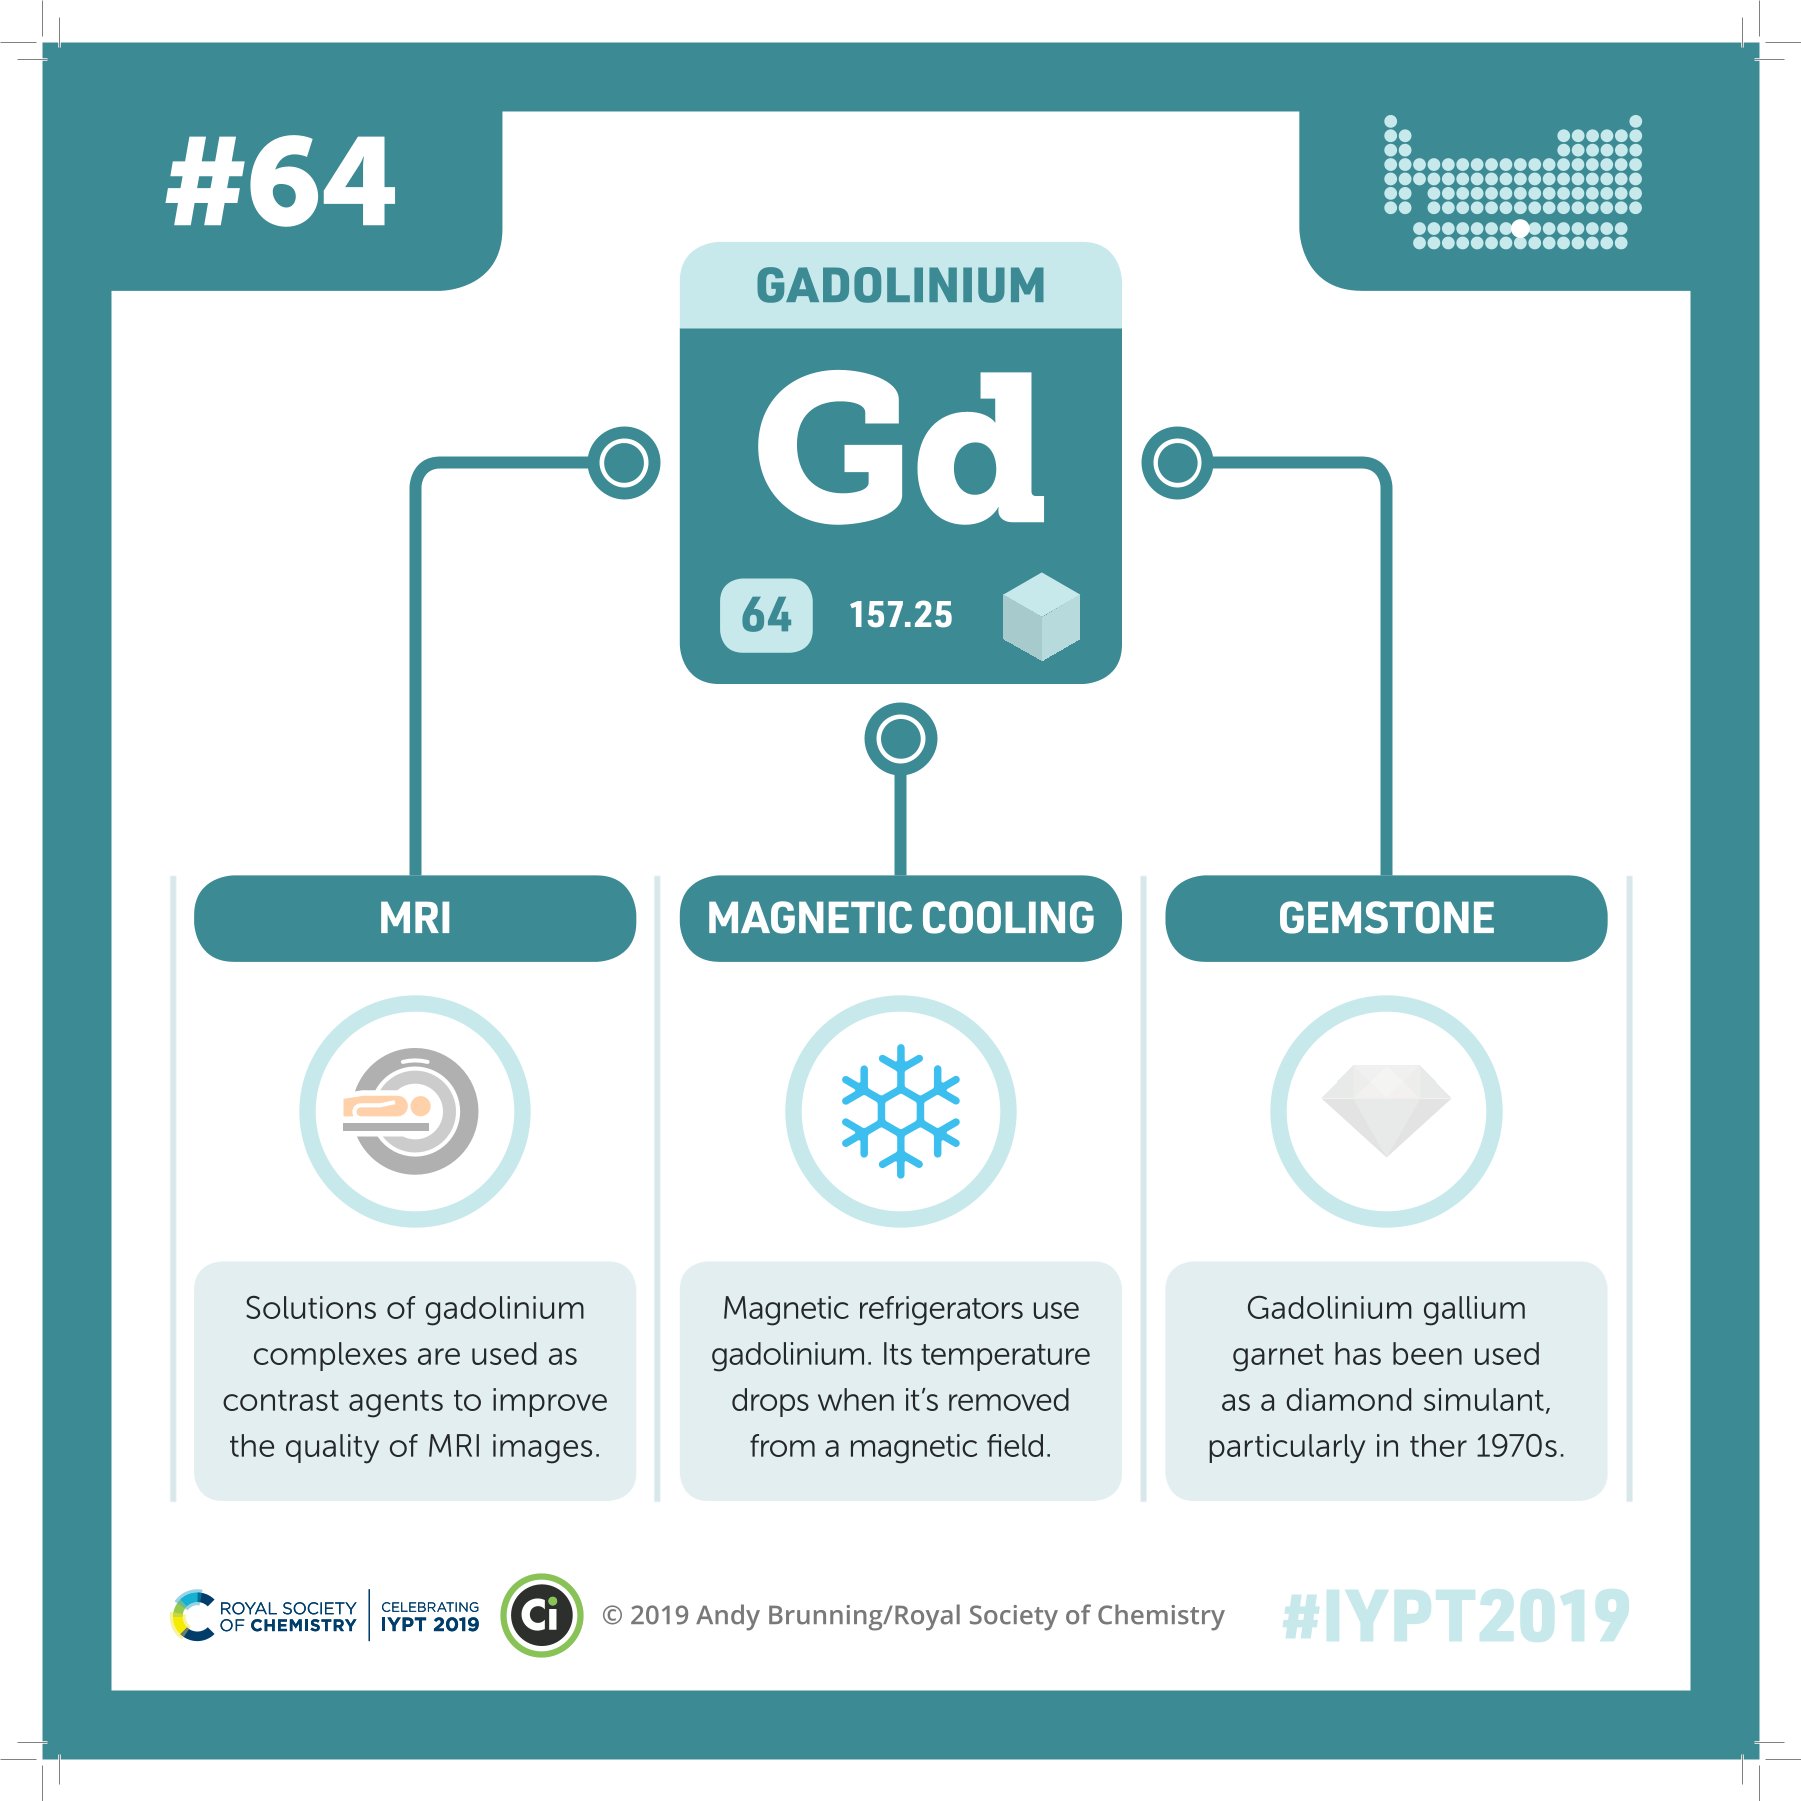 #64
GADOLINIUM
Gd
64
157.25
MRI
MAGNETIC COOLING
GEMSTONE
Solutions of gadolinium
complexes are used as
contrast agents to improve
the quality of MRI images.
Magnetic refrigerators use
gadolinium. Its temperature
drops when it's removed
from a magnetic field.
Gadolinium gallium
garnet has been used
as a diamond simulant,
particularly in ther 1970s.
ROYAL SOCIETY
OF CHEMISTRY
CELEBRATING
IYPT 2019
Ci
© 2019 Andy Brunning/Royal Society of Chemistry
#IYPT2019